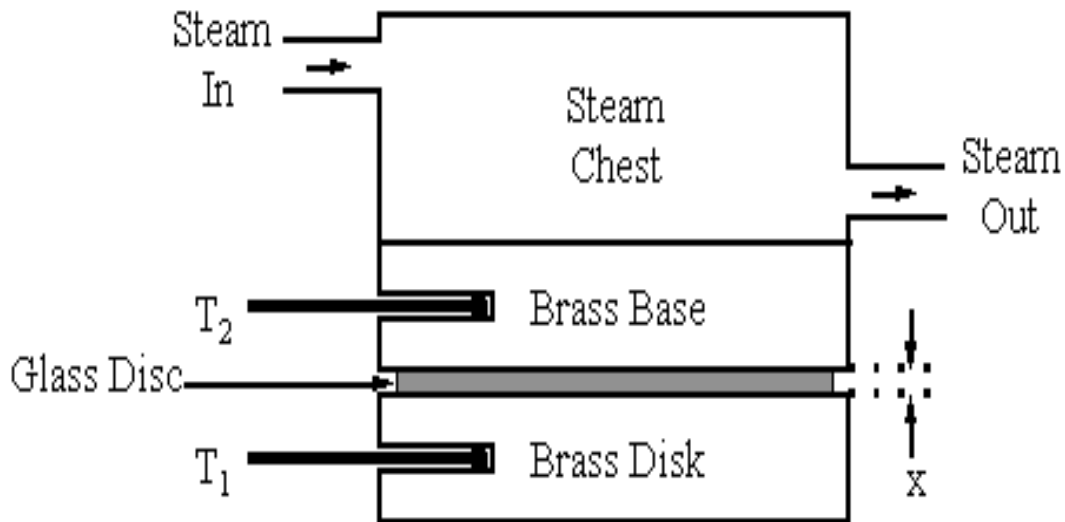 Steam
In
Steam
Chest
Steam
Out
T2
Brass Base
Glass Disc
T1
Brass Disk
x